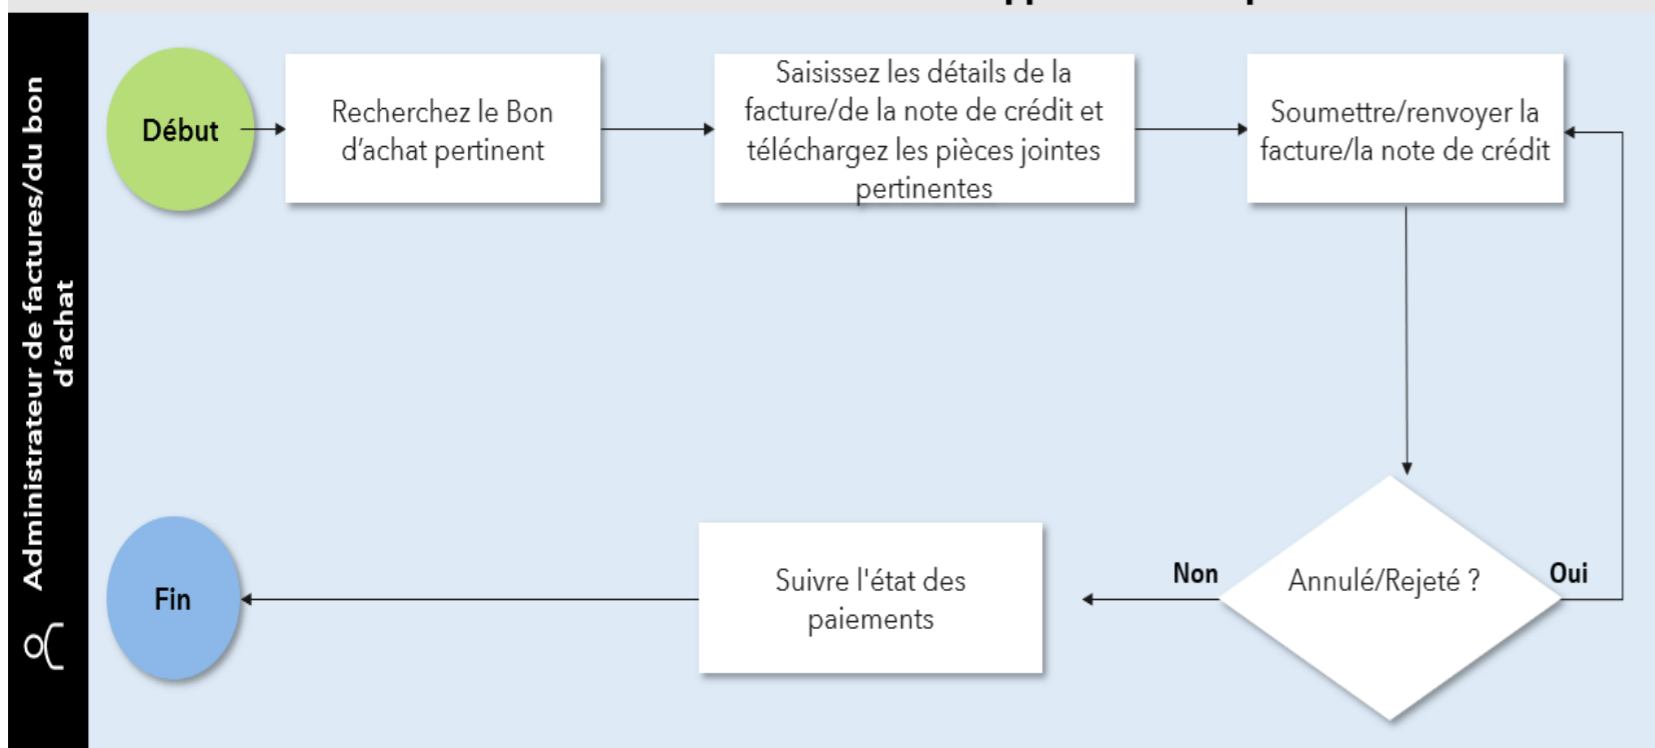 Administrateur de factures/du bon
d'achat
Début
Recherchez le Bon
d'achat pertinent
Saisissez les détails de la
facture/de la note de crédit et
téléchargez les pièces jointes
pertinentes
Soumettre/renvoyer la
facture/la note de crédit
Annulé/Rejeté ?
Oui
Non
Suivre l'état des
paiements
Fin